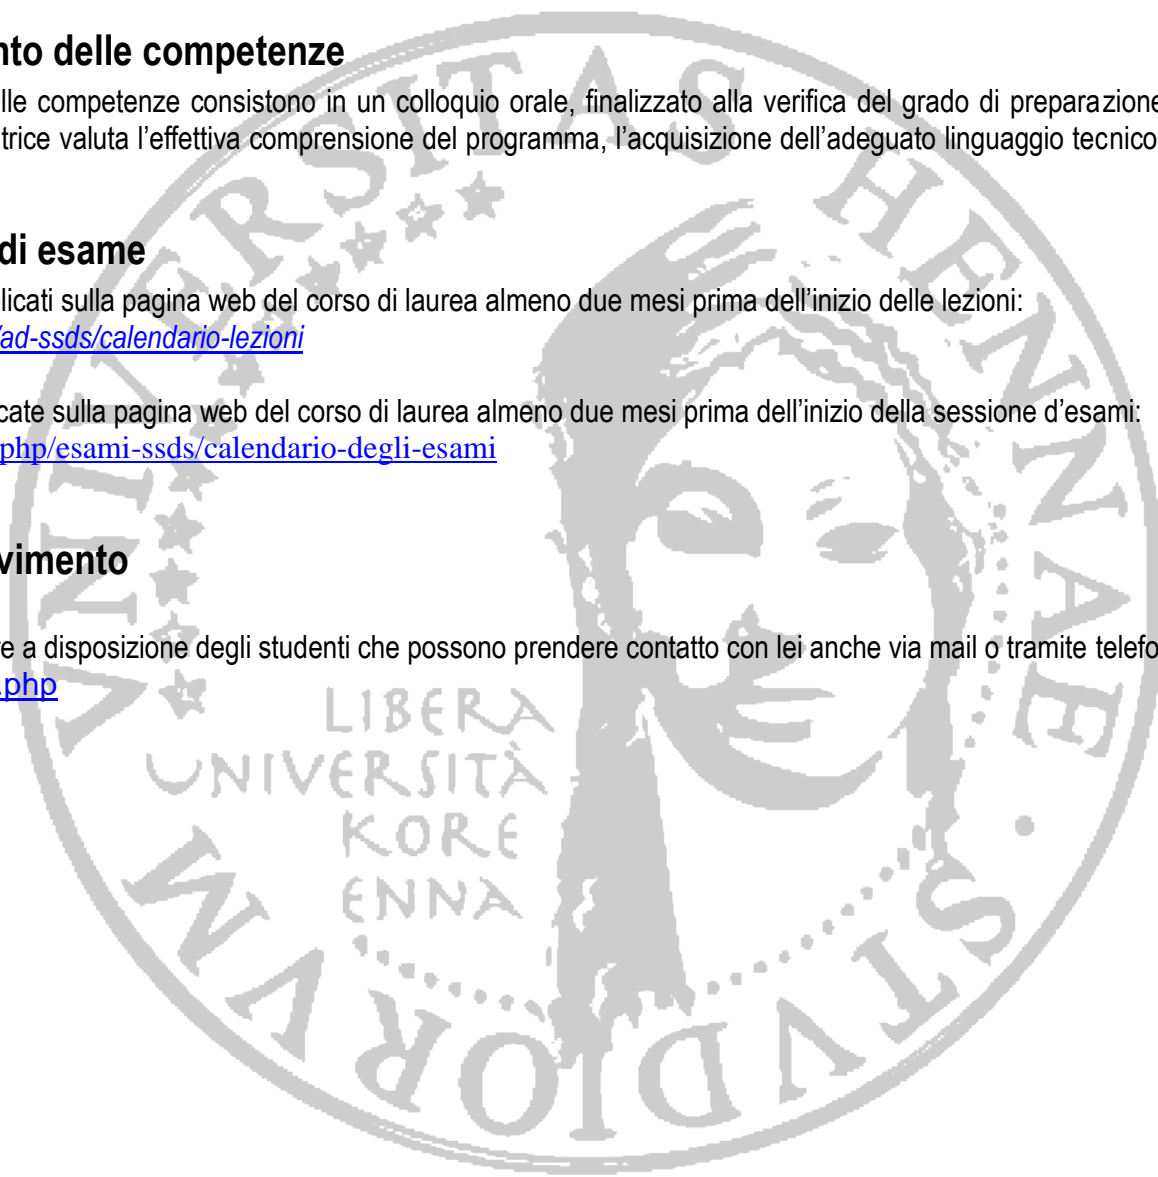 nto delle competenze
lle competenze consistono in un colloquio orale, finalizzato alla verifica del grado di preparazione
trice valuta l'effettiva comprensione del programma, l'acquisizione dell'adeguato linguaggio tecnico
di esame
licati sulla pagina web del corso di laurea almeno due mesi prima dell'inizio delle lezioni:
/ad-ssds/calendario-lezioni
cate sulla pagina web del corso di laurea almeno due mesi prima dell'inizio della sessione d'esami:
php/esami-ssds/calendario-degli-esami
vimento
re a disposizione degli studenti che possono prendere contatto con lei anche via mail o tramite telefo
.php
LIBERA
UNIVERSITÀ
KORE
ENNA
VNIVERSITAS HENNAE · STVDIORVM